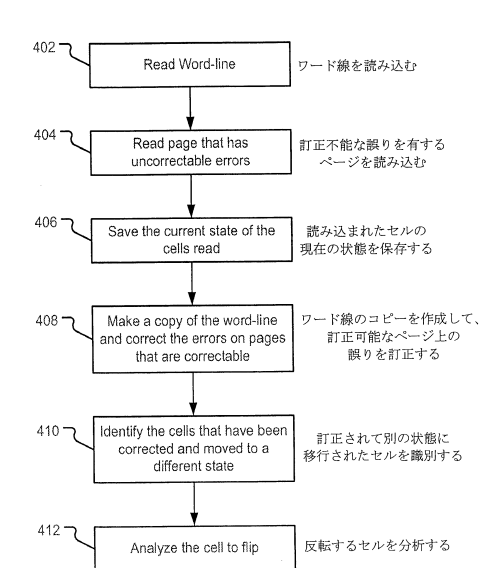 402
Read Word-line
ワード線を読み込む
404
Read page that has
uncorrectable errors
訂正不能な誤りを有する
ページを読み込む
406
Save the current state of the
cells read
読み込まれたセルの
現在の状態を保存する
408
Make a copy of the word-line
and correct the errors on pages
that are correctable
ワード線のコピーを作成して、
訂正可能なページ上の
誤りを訂正する
410
Identify the cells that have been
corrected and moved to a
different state
訂正されて別の状態に
移行されたセルを識別する
412
Analyze the cell to flip
反転するセルを分析する